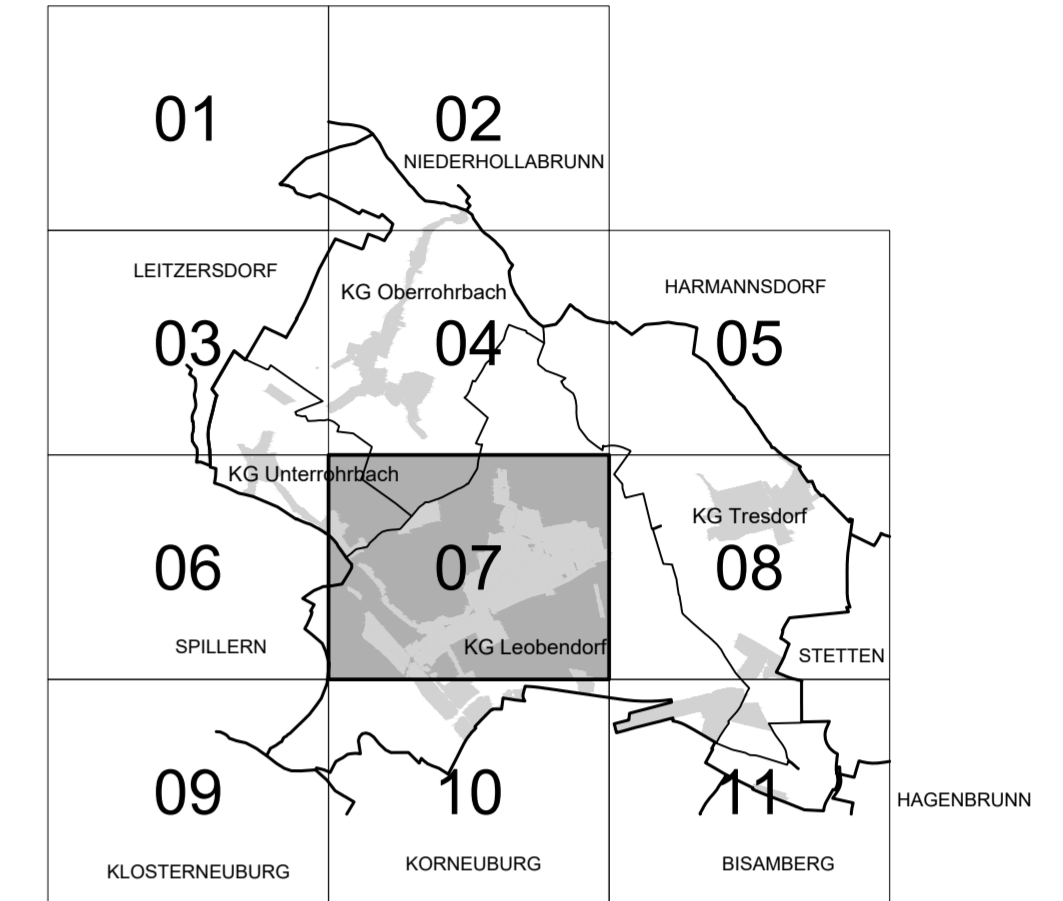 01
02
NIEDERHOLLABRUNN
LEITZERSDORF
KG Oberrohrbach
HARMANNSDORF
03
04
05
KG Unterrohrbach
KG Tresdorf
06
07
08
SPILLERN
KG Leobendorf
STETTEN
09
10
11
HAGENBRUNN
KLOSTERNEUBURG
KORNEUBURG
BISAMBERG